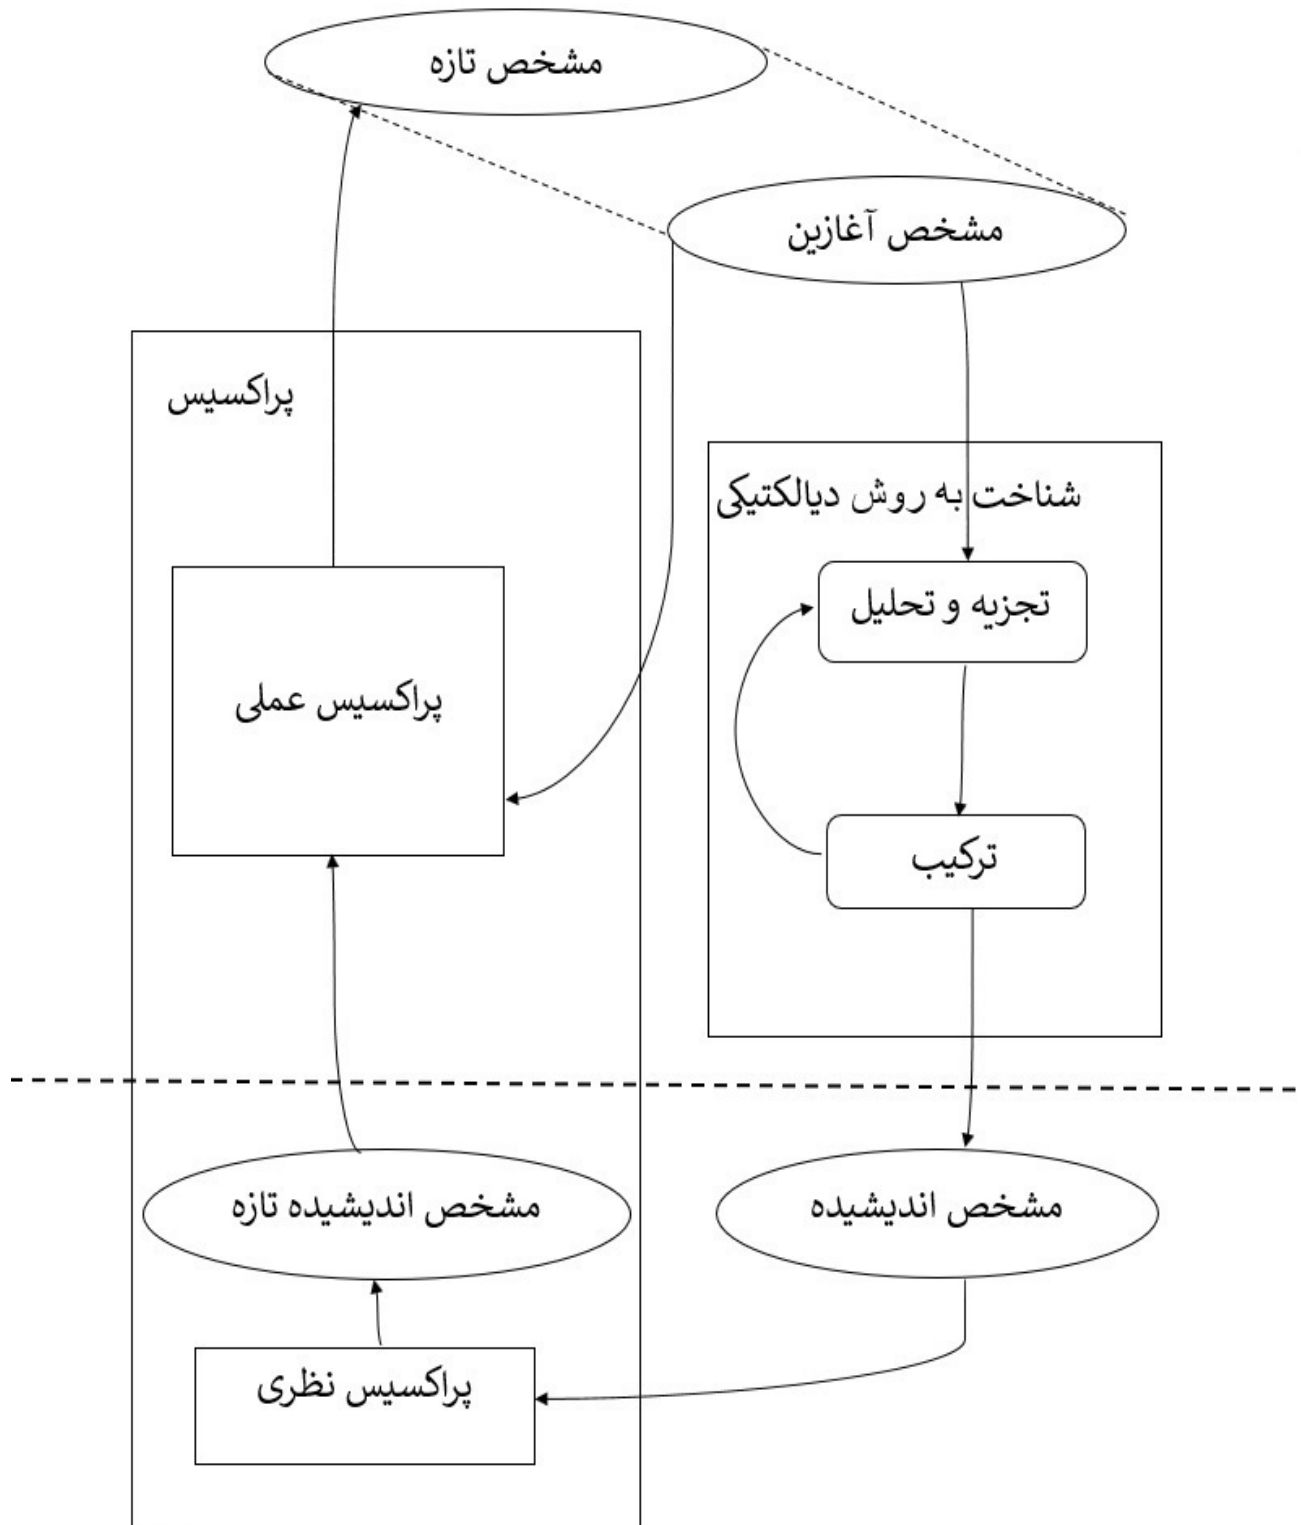 مشخص تازه
مشخص آغازین
پراکسیس
شناخت به روش دیالکتیکی
تجزیه و تحلیل
پراکسیس عملی
ترکیب
مشخص اندیشیده
مشخص اندیشیده تازه
پراکسیس نظری